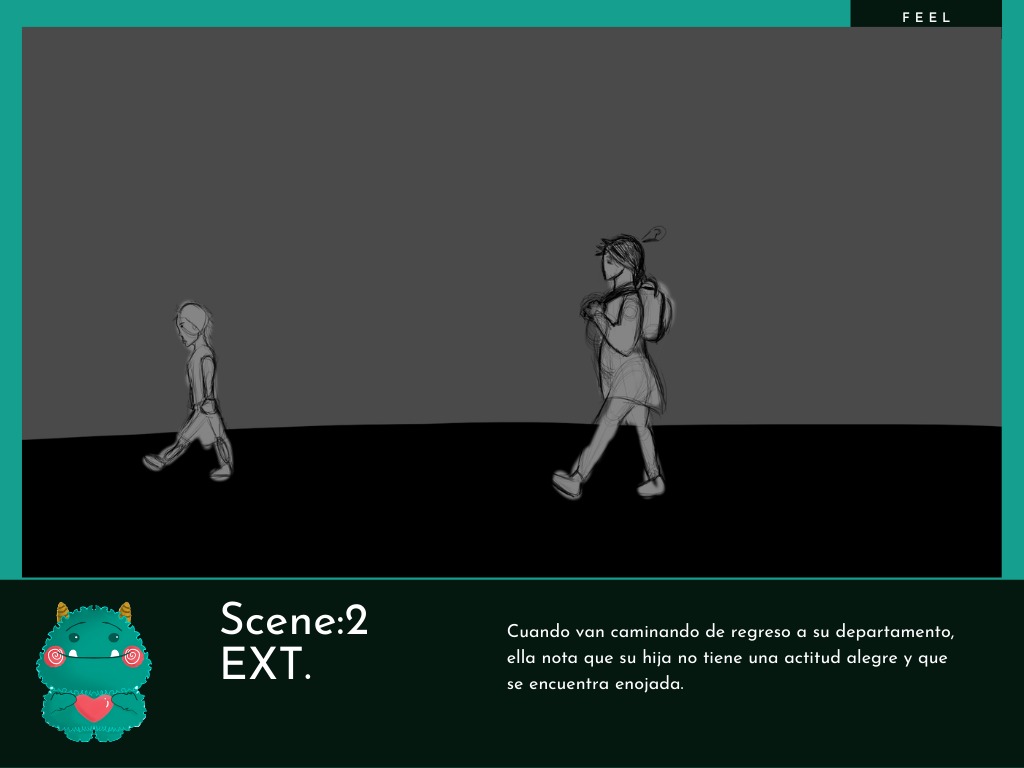 FEEL
?
Scene:2
EXT.
Cuando van caminando de regreso a su departamento,
ella nota que su hija no tiene una actitud alegre y que
se encuentra enojada.